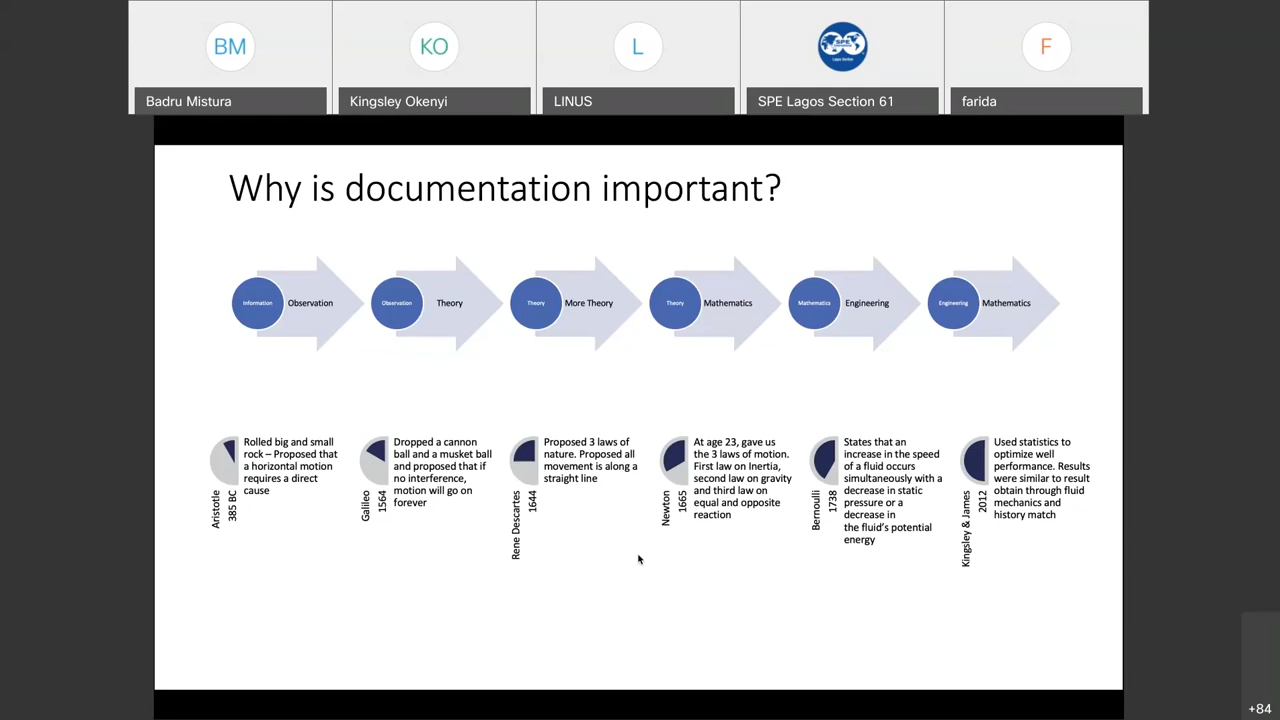 BM
KO
L
SPE
Lagos Section
F
Badru Mistura
Kingsley Okenyi
LINUS
SPE Lagos Section 61
farida
Why is documentation important?
Information
Observation
Observation
Theory
Theory
More Theory
Theory
Mathematics
Mathematics
Engineering
Engineering
Mathematics
Aristotle
385 BC
Rolled big and small
rock – Proposed that
a horizontal motion
requires a direct
cause
Galileo
1564
Dropped a cannon
ball and a musket ball
and proposed that if
no interference,
motion will go on
forever
Rene Descartes
1644
Proposed 3 laws of
nature. Proposed all
movement is along a
straight line
Newton
1665
At age 23, gave us
the 3 laws of motion.
First law on Inertia,
second law on gravity
and third law on
equal and opposite
reaction
Bernoulli
1738
States that an
increase in the speed
of a fluid occurs
simultaneously with a
decrease in static
pressure or a
decrease in
the fluid's potential
energy
Kingsley & James
2012
Used statistics to
optimize well
performance. Results
were similar to result
obtain through fluid
mechanics and
history match
+84